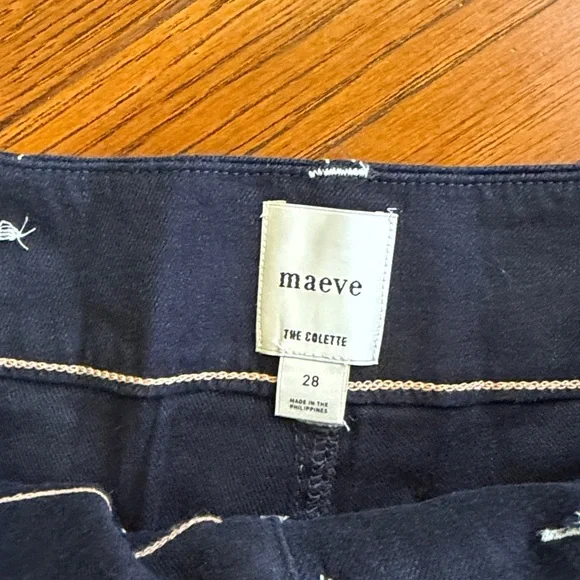 maeve
THE COLETTE
28
MADE IN THE
PHILIPPINES